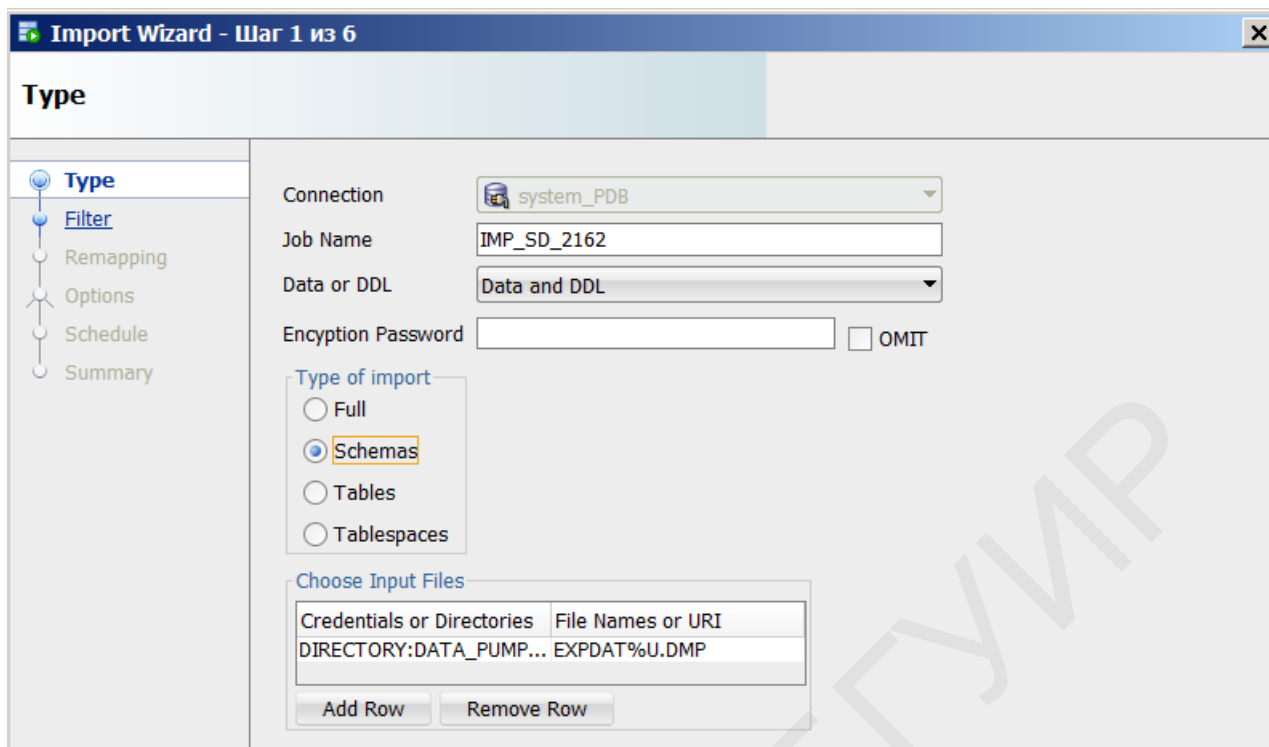 Import Wizard - Шаг 1 из 6
Type
Type
Filter
Remapping
Options
Schedule
Summary
Connection system_PDB
Job Name IMP_SD_2162
Data or DDL Data and DDL
Encyption Password OMIT
Type of import
Full
Schemas
Tables
Tablespaces
Choose Input Files
Credentials or Directories File Names or URI
DIRECTORY:DATA_PUMP... EXPDAT%U.DMP
Add Row Remove Row
ГУИР